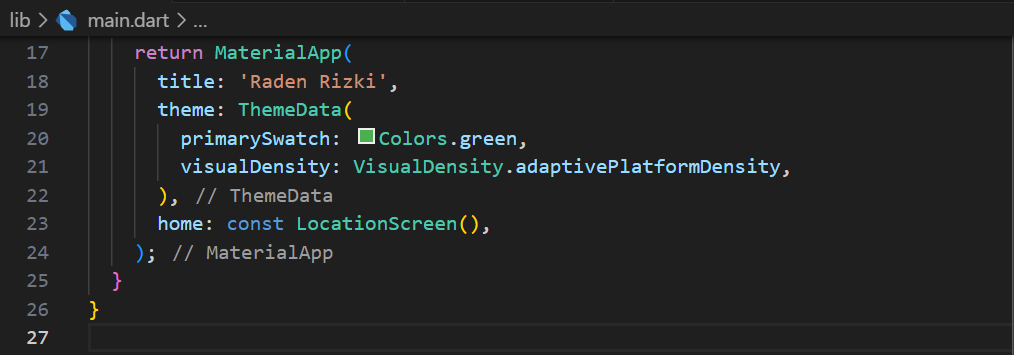 lib > main.dart > ...
17 return MaterialApp(
18 title: 'Raden Rizki',
19 theme: ThemeData(
20 primarySwatch: Colors.green,
21 visualDensity: VisualDensity.adaptivePlatformDensity,
22 ), // ThemeData
23 home: const LocationScreen(),
24 ); // MaterialApp
25 }
26 }
27